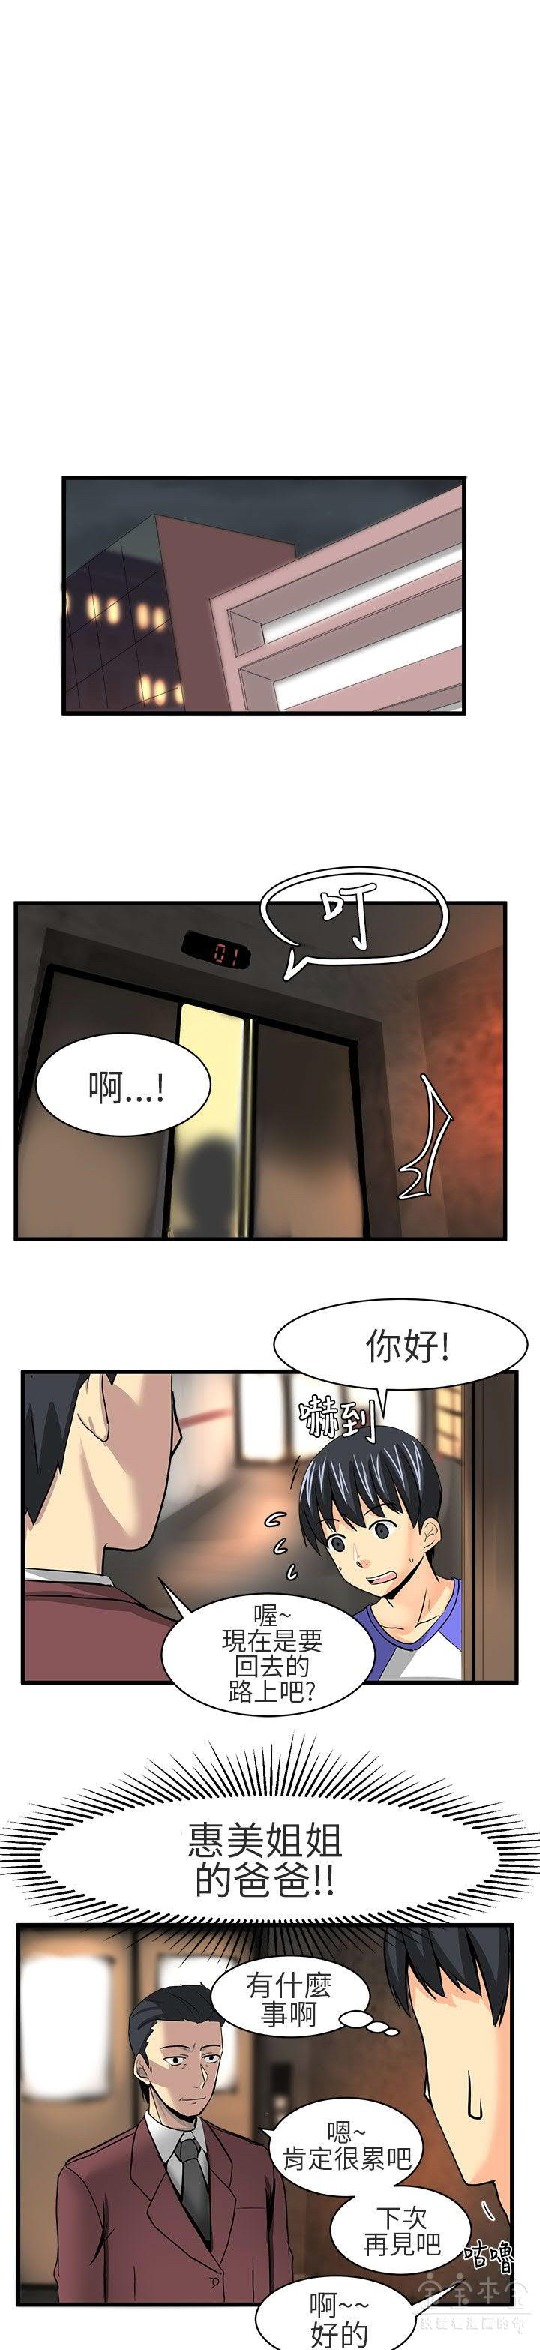 叮
01
啊...!
你好!
嚇到
喔~
現在是要
回去的
路上吧?
惠美姐姐
的爸爸!!
有什麼
事啊
嗯~
肯定很累吧
下次
再見吧
咕嚕
啊~~
好的